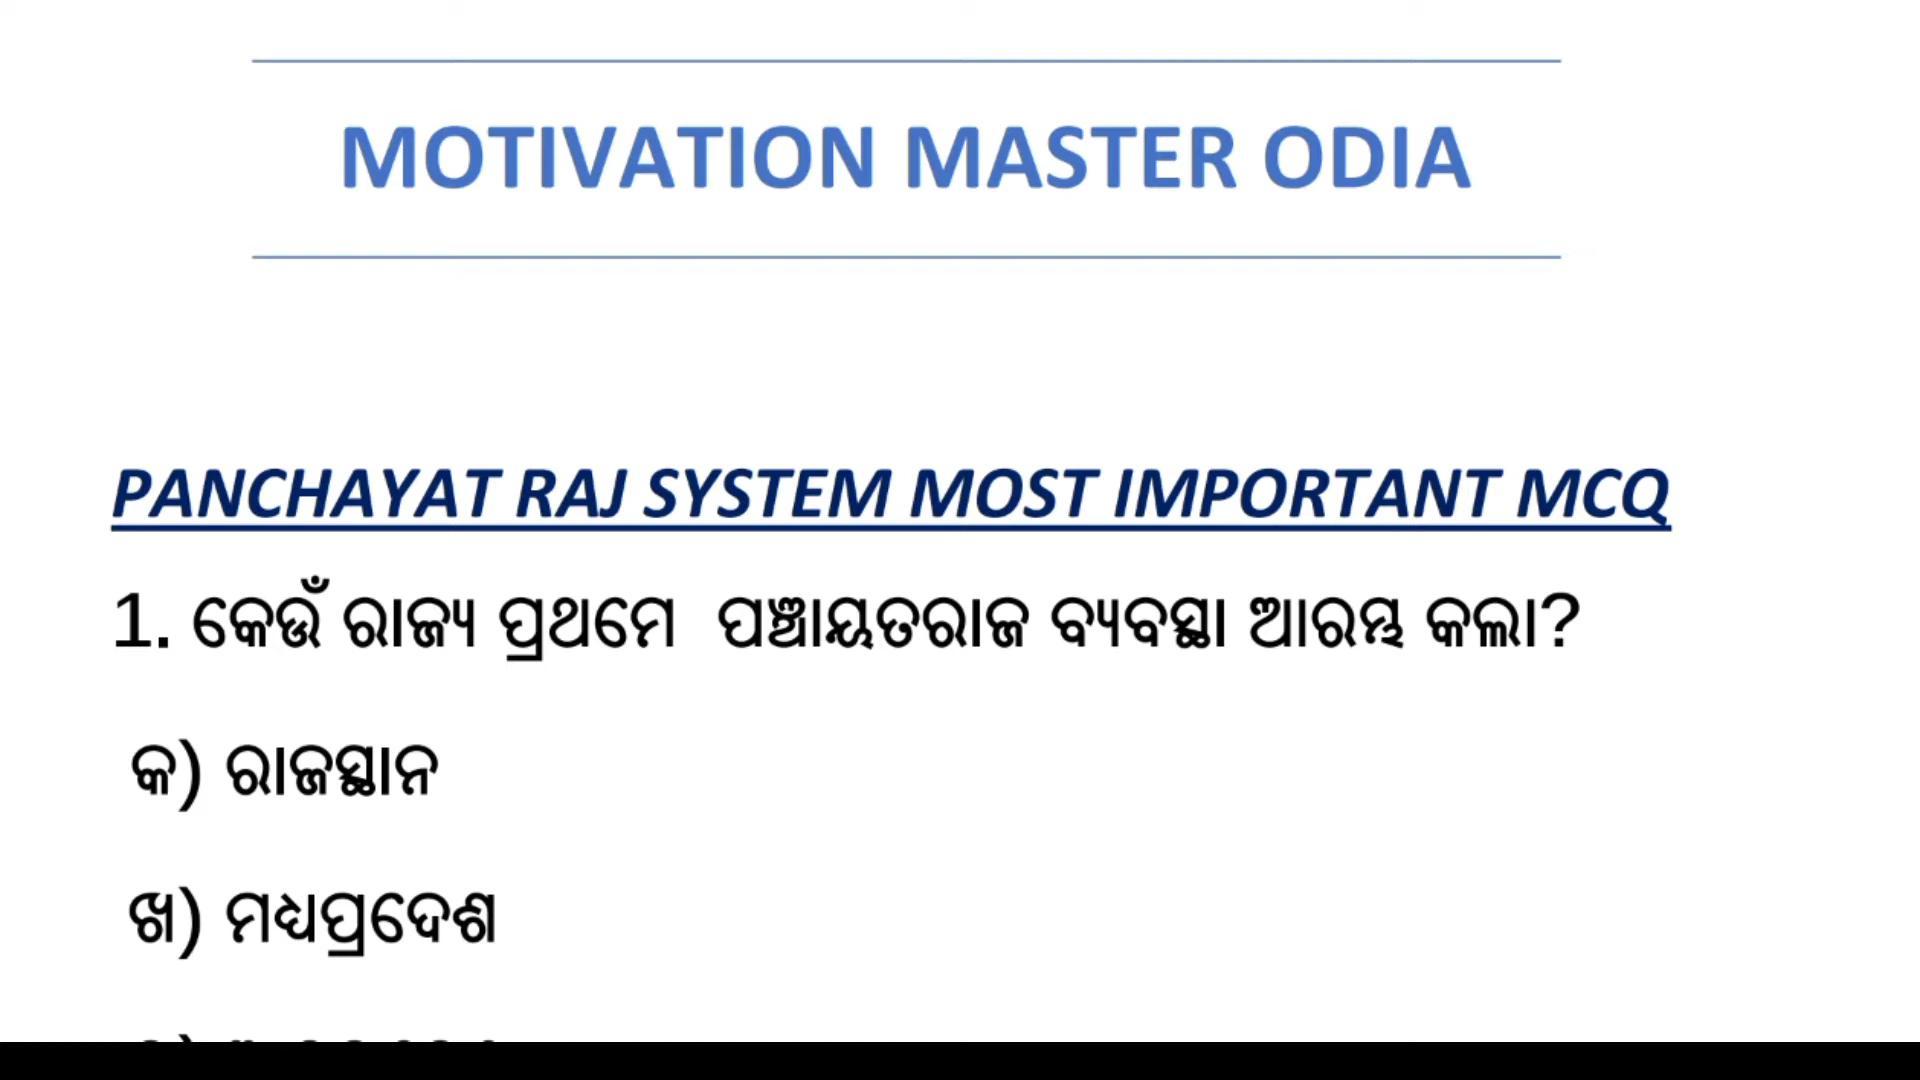 MOTIVATION MASTER ODIA
PANCHAYAT RAJ SYSTEM MOST IMPORTANT MCQ
1. କେଉଁ ରାଜ୍ୟ ପ୍ରଥମେ ପଞ୍ଚାୟତରାଜ ବ୍ୟବସ୍ଥା ଆରମ୍ଭ କଲା?
କ) ରାଜସ୍ଥାନ
ଖ) ମଧ୍ୟପ୍ରଦେଶ